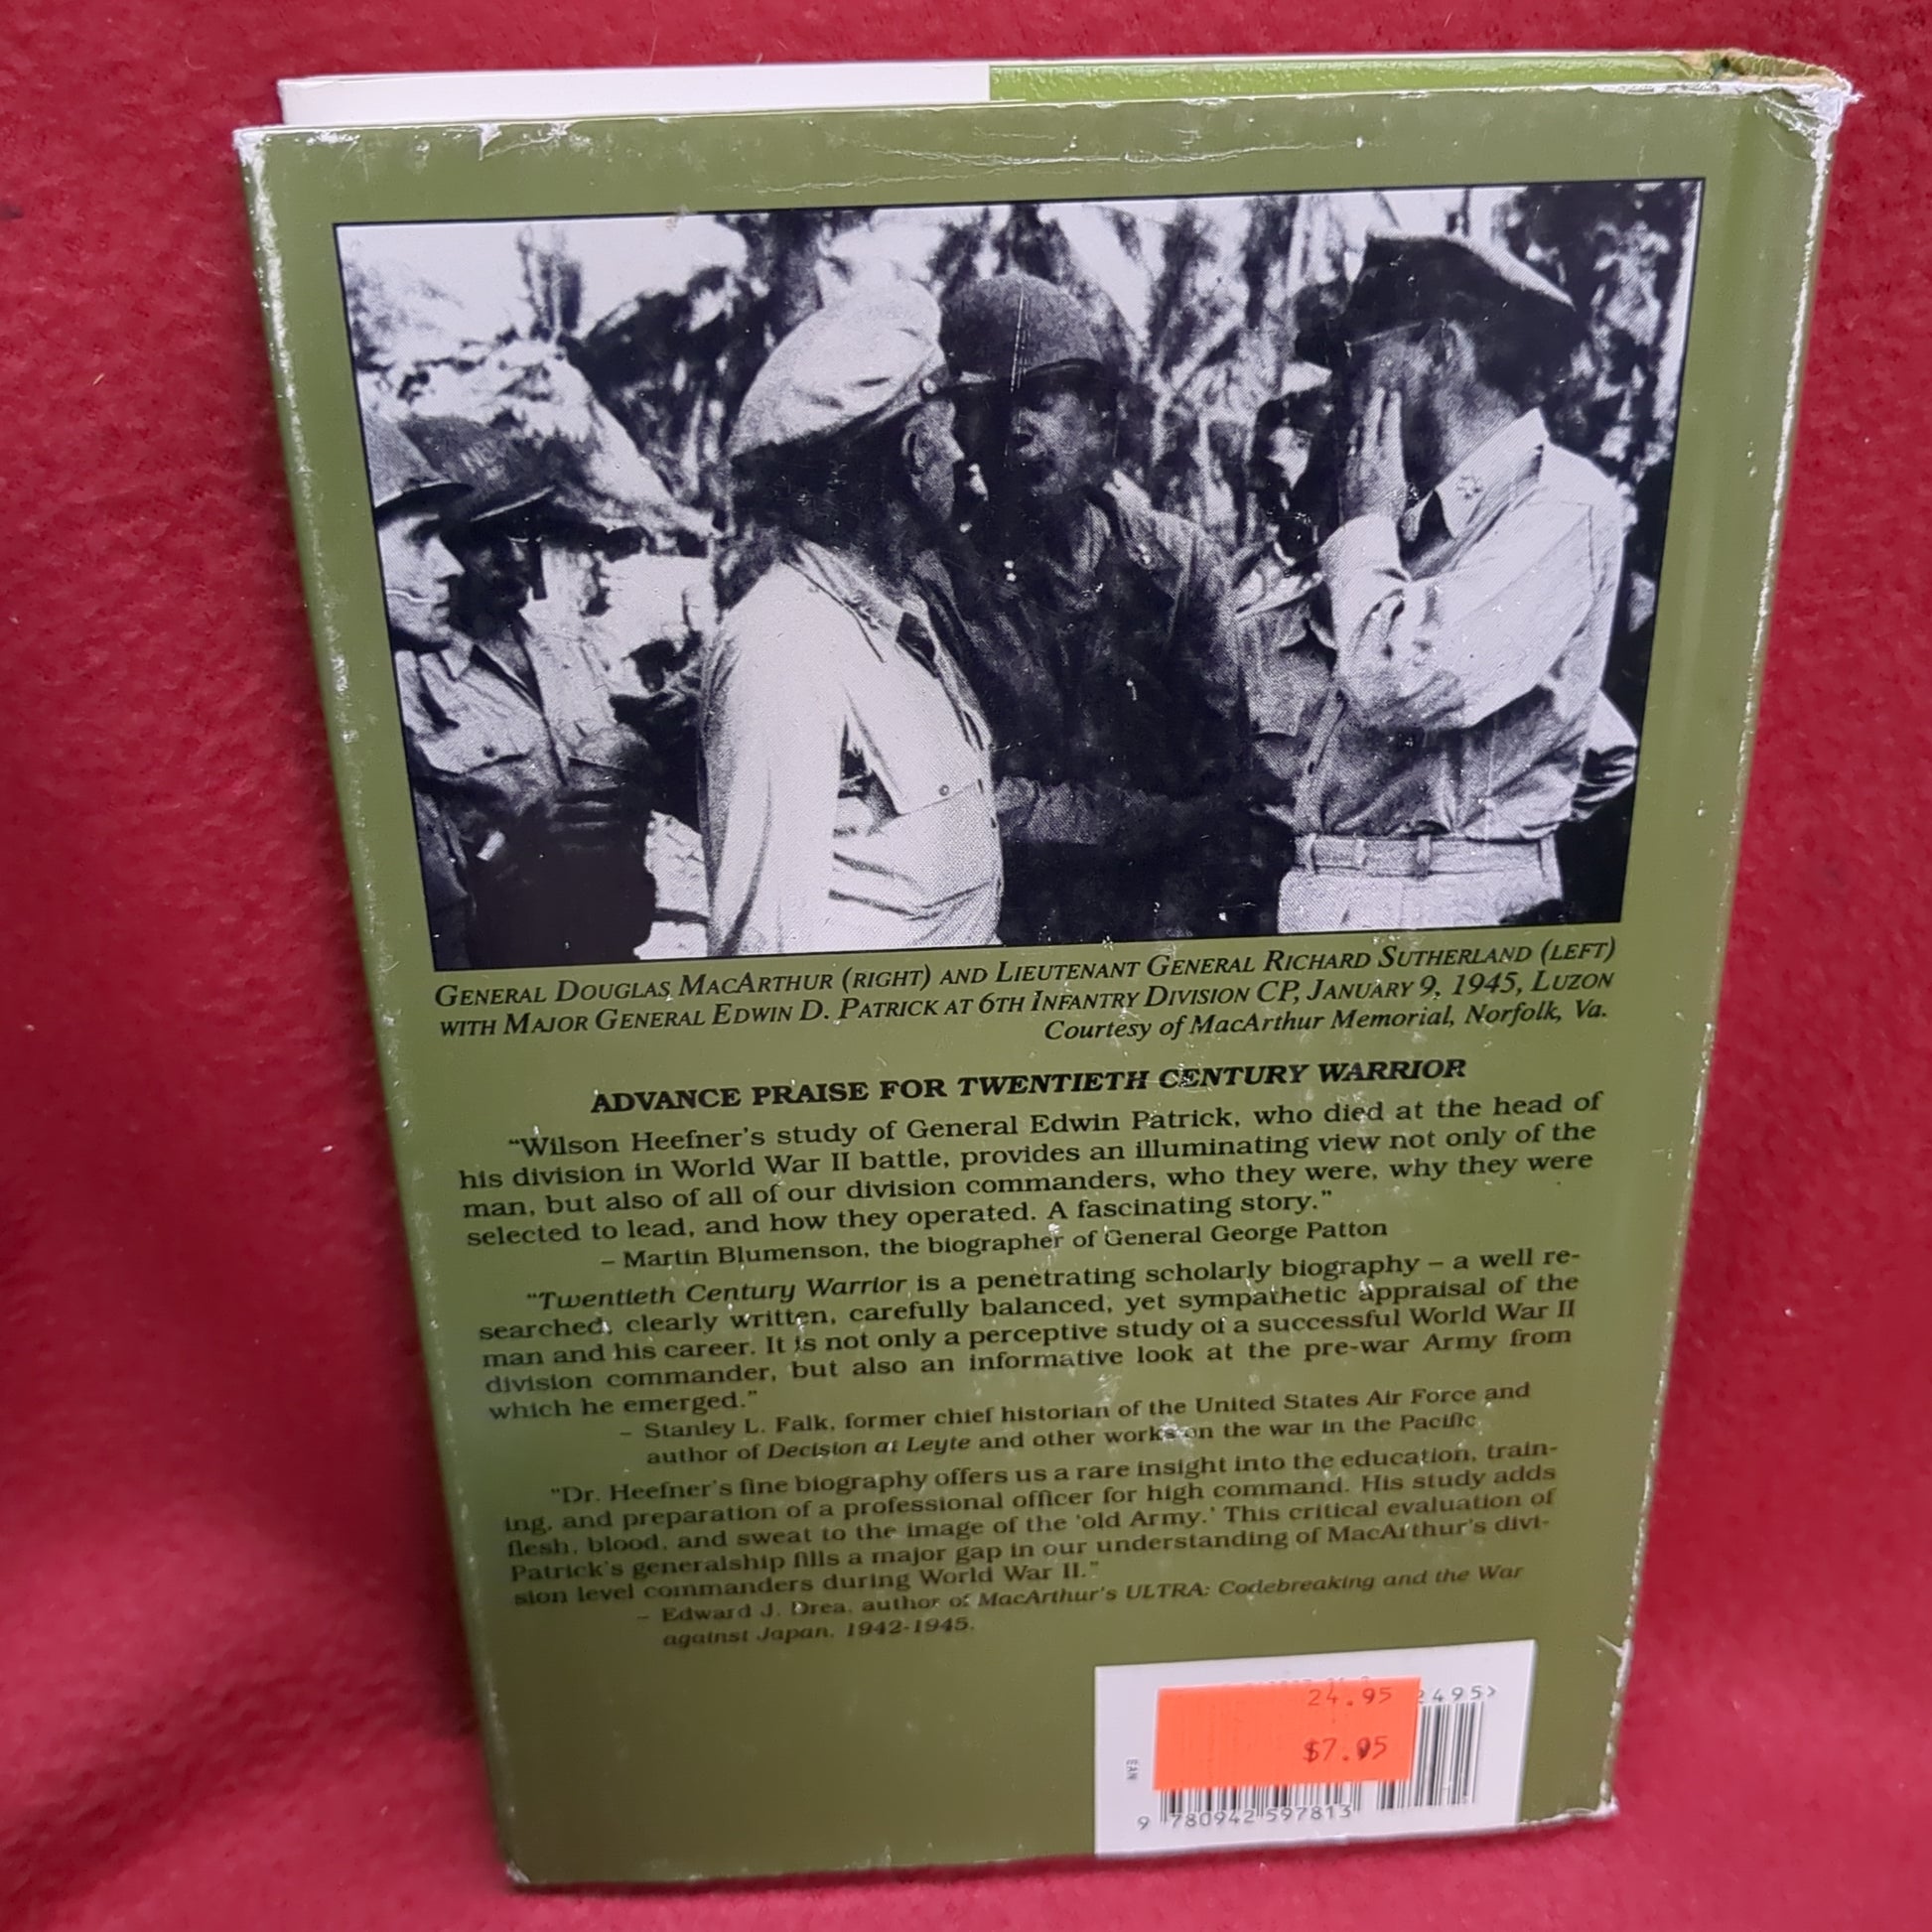 GENERAL DOUGLAS MACARTHUR (RIGHT) AND LIEUTENANT GENERAL RICHARD SUTHERLAND (LEFT)
WITH MAJOR GENERAL EDWIN D. PATRICK AT 6TH INFANTRY DIVISION CP, JANUARY 9, 1945, LUZON
Courtesy of MacArthur Memorial, Norfolk, Va.
ADVANCE PRAISE FOR TWENTIETH CENTURY WARRIOR
“Wilson Heefner’s study of General Edwin Patrick, who died at the head of
his division in World War II battle, provides an illuminating view not only of the
man, but also of all of our division commanders, who they were, why they were
selected to lead, and how they operated. A fascinating story.”
– Martin Blumenson, the biographer of General George Patton
“Twentieth Century Warrior is a penetrating scholarly biography – a well re-
searched, clearly written, carefully balanced, yet sympathetic appraisal of the
man and his career. It is not only a perceptive study of a successful World War II
division commander, but also an informative look at the pre-war Army from
which he emerged.”
– Stanley L. Falk, former chief historian of the United States Air Force and
author of Decision at Leyte and other works on the war in the Pacific
“Dr. Heefner’s fine biography offers us a rare insight into the education, train-
ing, and preparation of a professional officer for high command. His study adds
flesh, blood, and sweat to the image of the ‘old Army.’ This critical evaluation of
Patrick’s generalship fills a major gap in our understanding of MacArthur’s divi-
sion level commanders during World War II.”
– Edward J. Drea, author of MacArthur’s ULTRA: Codebreaking and the War
against Japan, 1942-1945.
24.95
2495>
$7.95
EAN
9 780942 597813